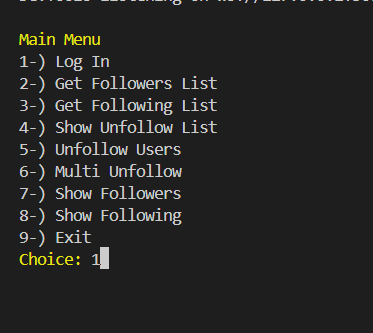 Main Menu
1-) Log In
2-) Get Followers List
3-) Get Following List
4-) Show Unfollow List
5-) Unfollow Users
6-) Multi Unfollow
7-) Show Followers
8-) Show Following
9-) Exit
Choice: 1